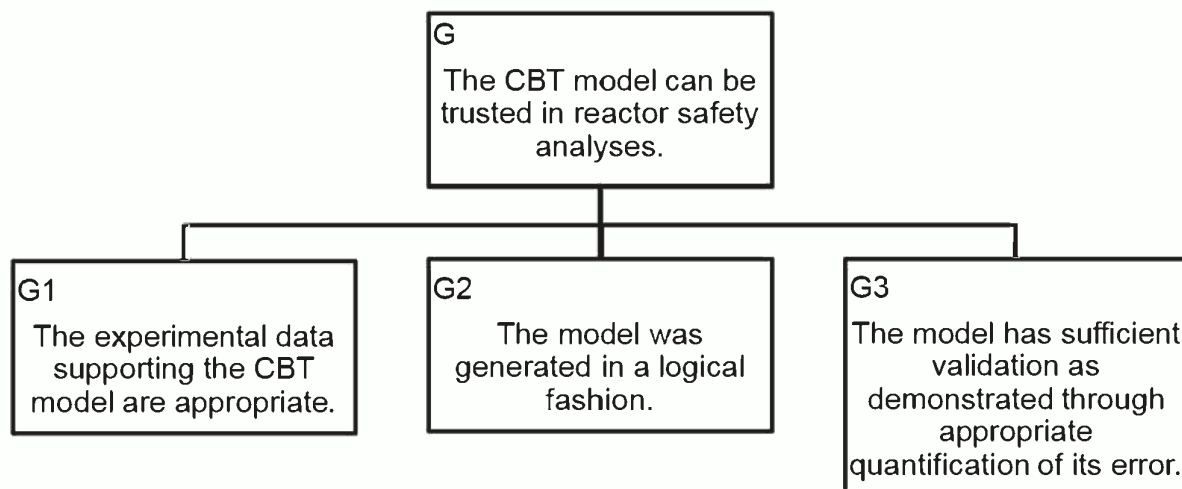 G
The CBT model can be
trusted in reactor safety
analyses.
G1
The experimental data
supporting the CBT
model are appropriate.
G2
The model was
generated in a logical
fashion.
G3
The model has sufficient
validation as
demonstrated through
appropriate
quantification of its error.